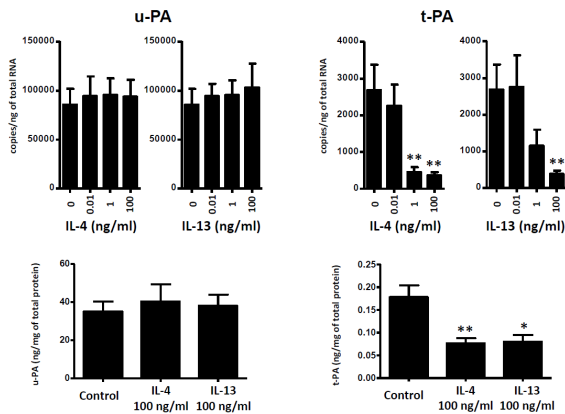 u-PA
t-PA
copies/ng of total RNA
150000
100000
50000
0
0
0.01
1
100
IL-4 (ng/ml)
150000
100000
50000
0
0
0.01
1
100
IL-13 (ng/ml)
copies/ng of total RNA
4000
3000
2000
1000
0
**
**
0
0.01
1
100
IL-4 (ng/ml)
4000
3000
2000
1000
0
**
0
0.01
1
100
IL-13 (ng/ml)
u-PA (ng/mg of total protein)
60
40
20
0
Control
IL-4
100 ng/ml
IL-13
100 ng/ml
t-PA (ng/mg of total protein)
0.25
0.20
0.15
0.10
0.05
0.00
**
*
Control
IL-4
100 ng/ml
IL-13
100 ng/ml